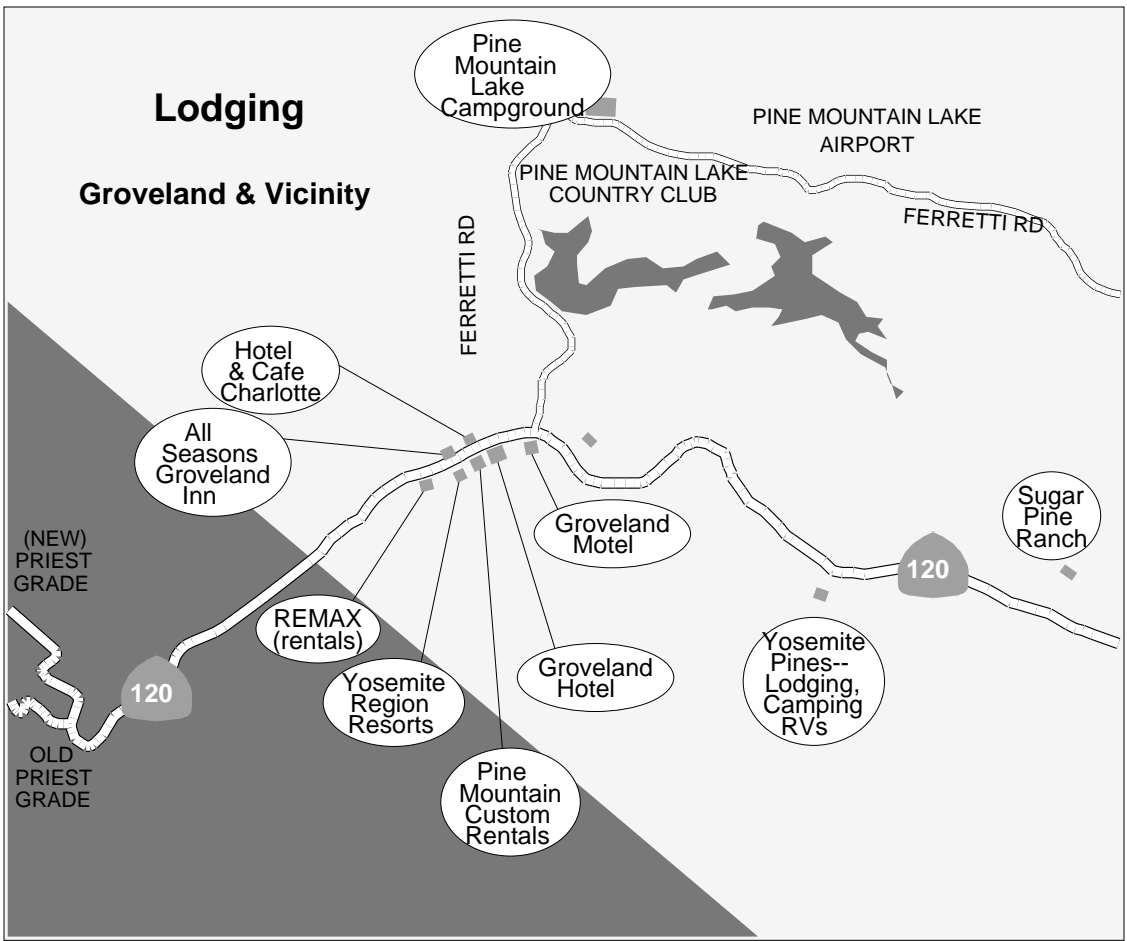 Pine
Mountain
Lake
Campground
Lodging
Groveland & Vicinity
PINE MOUNTAIN LAKE
AIRPORT
PINE MOUNTAIN LAKE
COUNTRY CLUB
FERRETTI RD
FERRETTI RD
Hotel
& Cafe
Charlotte
All
Seasons
Groveland
Inn
Groveland
Motel
Sugar
Pine
Ranch
(NEW)
PRIEST
GRADE
120
REMAX
(rentals)
Yosemite
Region
Resorts
Groveland
Hotel
Yosemite
Pines--
Lodging,
Camping
RVs
120
OLD
PRIEST
GRADE
Pine
Mountain
Custom
Rentals